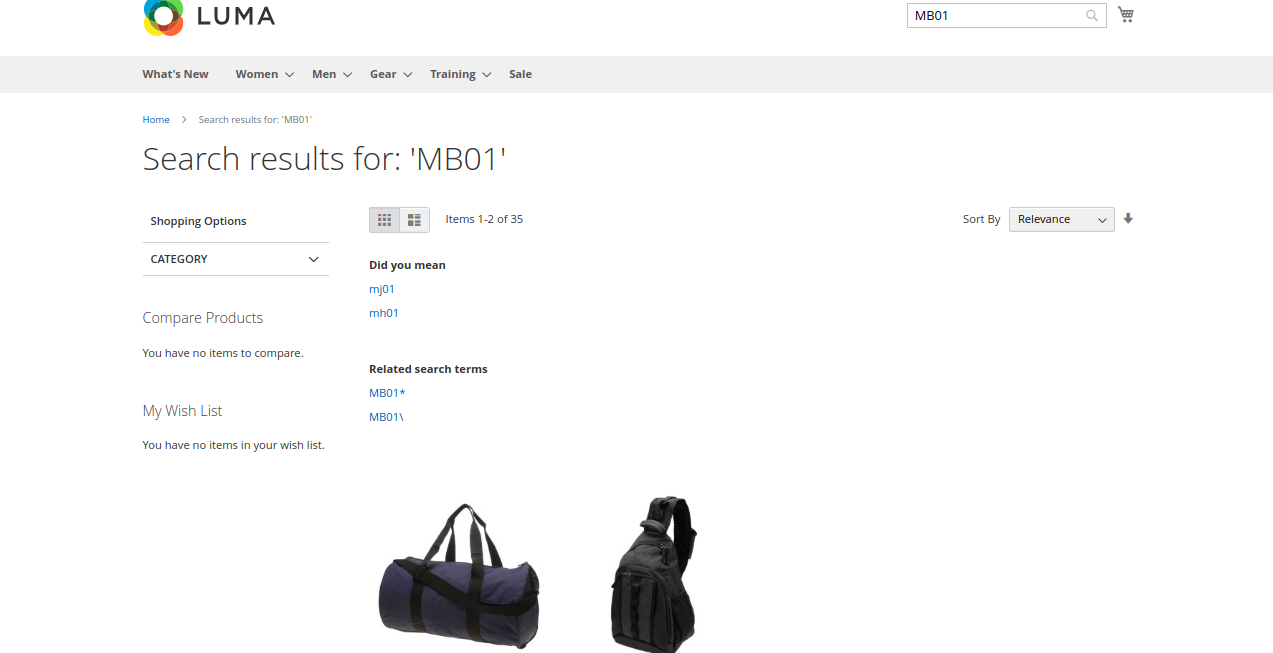 LUMA
MB01
What's New Women Men Gear Training Sale
Home Search results for: 'MB01'
Search results for: 'MB01'
Shopping Options
CATEGORY
Compare Products
You have no items to compare.
My Wish List
You have no items in your wish list.
Items 1-2 of 35
Sort By Relevance
Did you mean
mj01
mh01
Related search terms
MB01*
MB01\